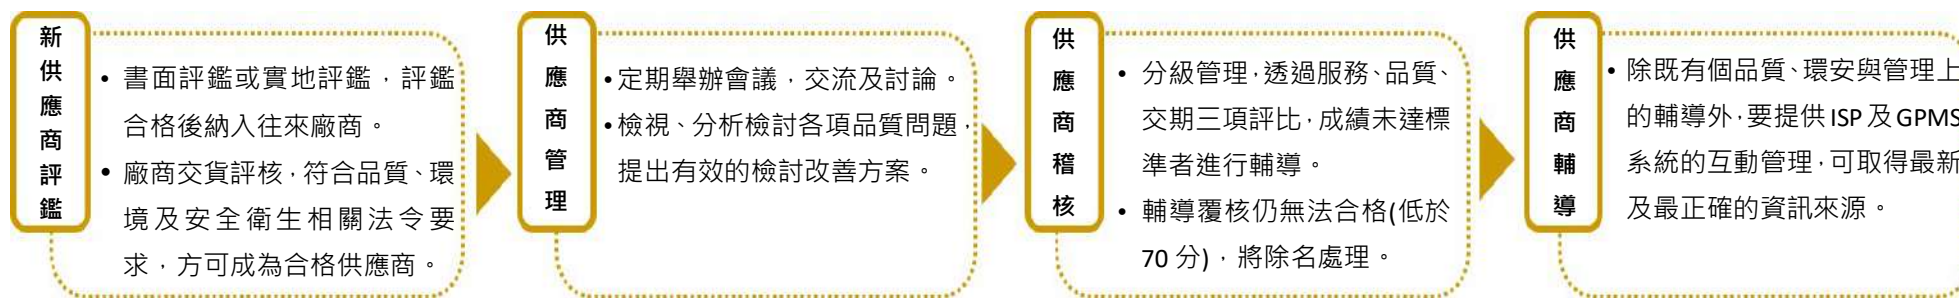 新供應商評鑑
• 書面評鑑或實地評鑑，評鑑
合格後納入往來廠商。
• 廠商交貨評核，符合品質、環
境及安全衛生相關法令要
求，方可成為合格供應商。
供應商管理
• 定期舉辦會議，交流及討論。
• 檢視、分析檢討各項品質問題，
提出有效的檢討改善方案。
供應商稽核
• 分級管理，透過服務、品質、
交期三項評比，成績未達標
準者進行輔導。
• 輔導覆核仍無法合格(低於
70 分)，將除名處理。
供應商輔導
• 除既有個品質、環安與管理上
的輔導外，要提供 ISP 及 GPMS
系統的互動管理，可取得最新
及最正確的資訊來源。